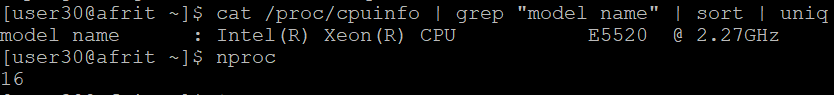 [user30@afrit ~]$ cat /proc/cpuinfo | grep "model name" | sort | uniq
model name      : Intel(R) Xeon(R) CPU           E5520  @ 2.27GHz
[user30@afrit ~]$ nproc
16